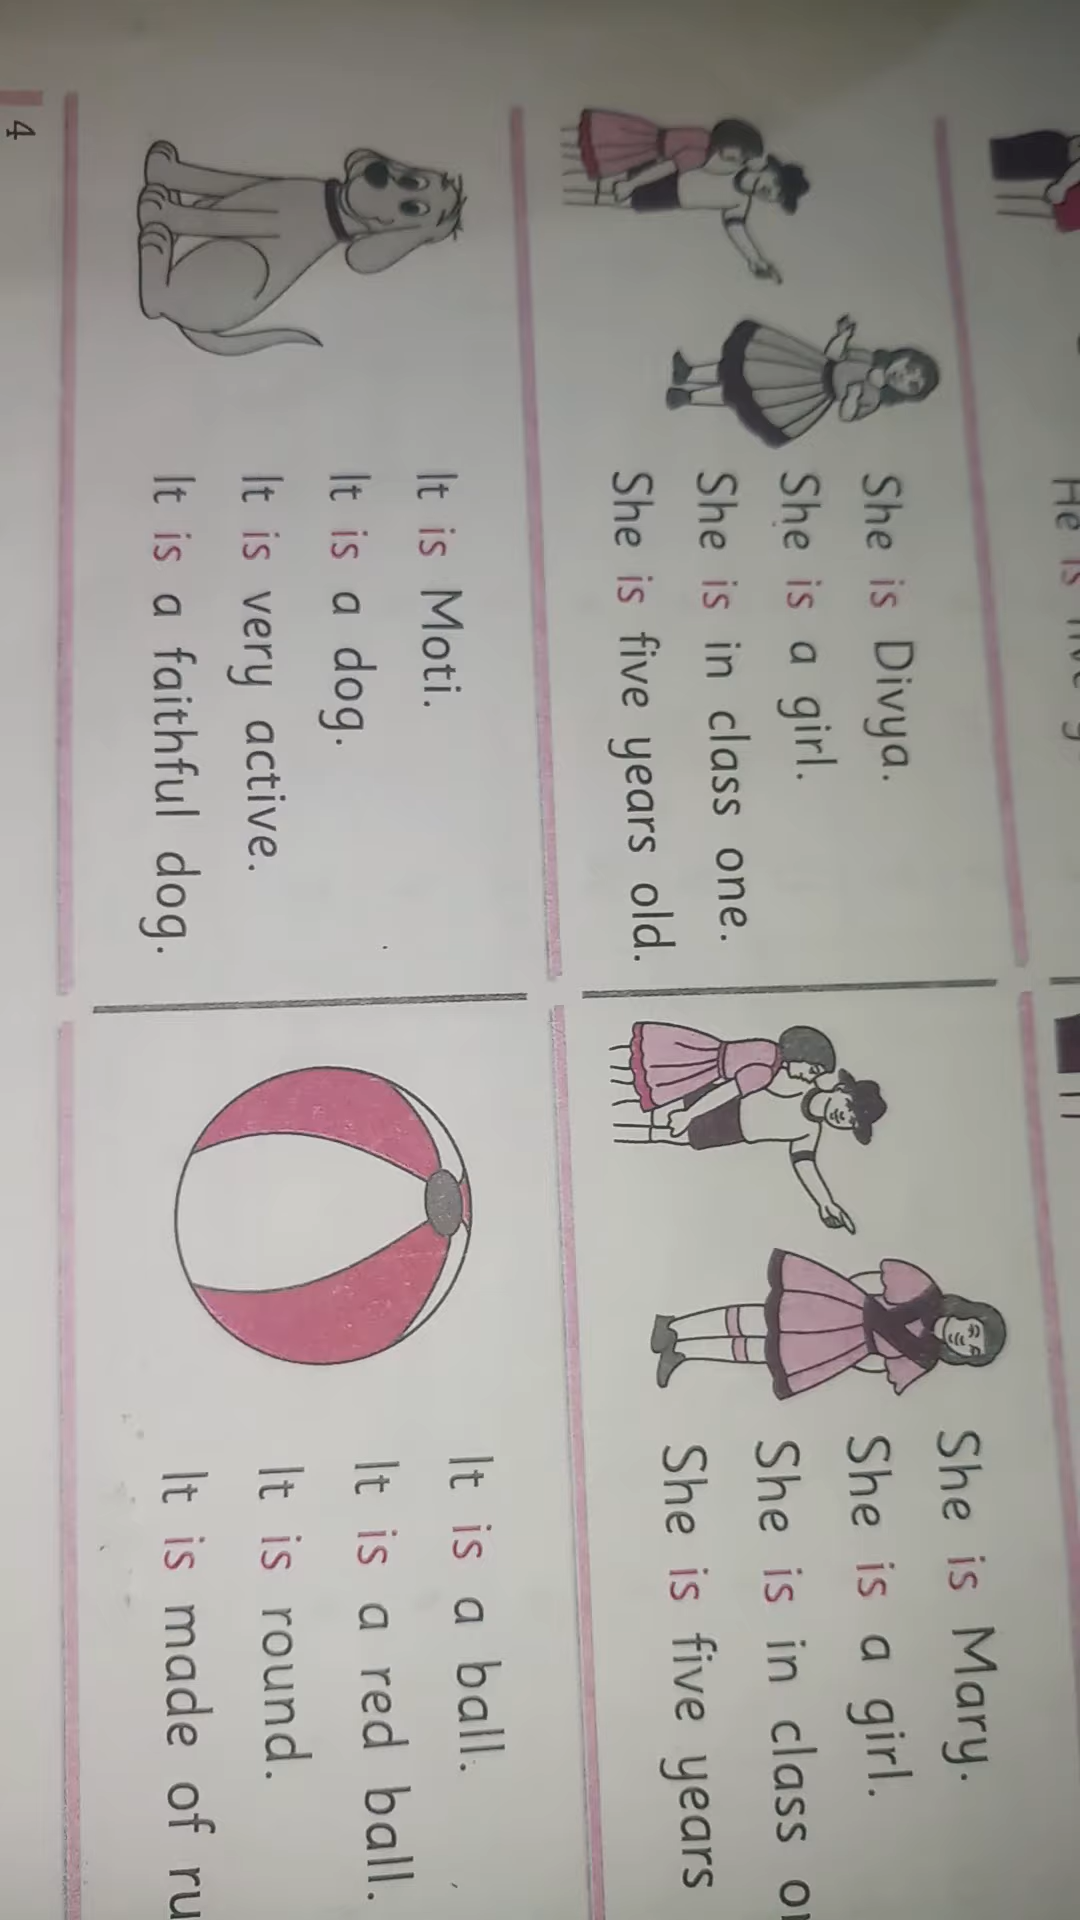 He is
She is Divya.
She is a girl.
She is in class one.
She is five years old.
She is Mary.
She is a girl.
She is in class
She is five years
It is Moti.
It is a dog.
It is very active.
It is a faithful dog.
It is a ball.
It is a red ball.
It is round.
It is made of
4